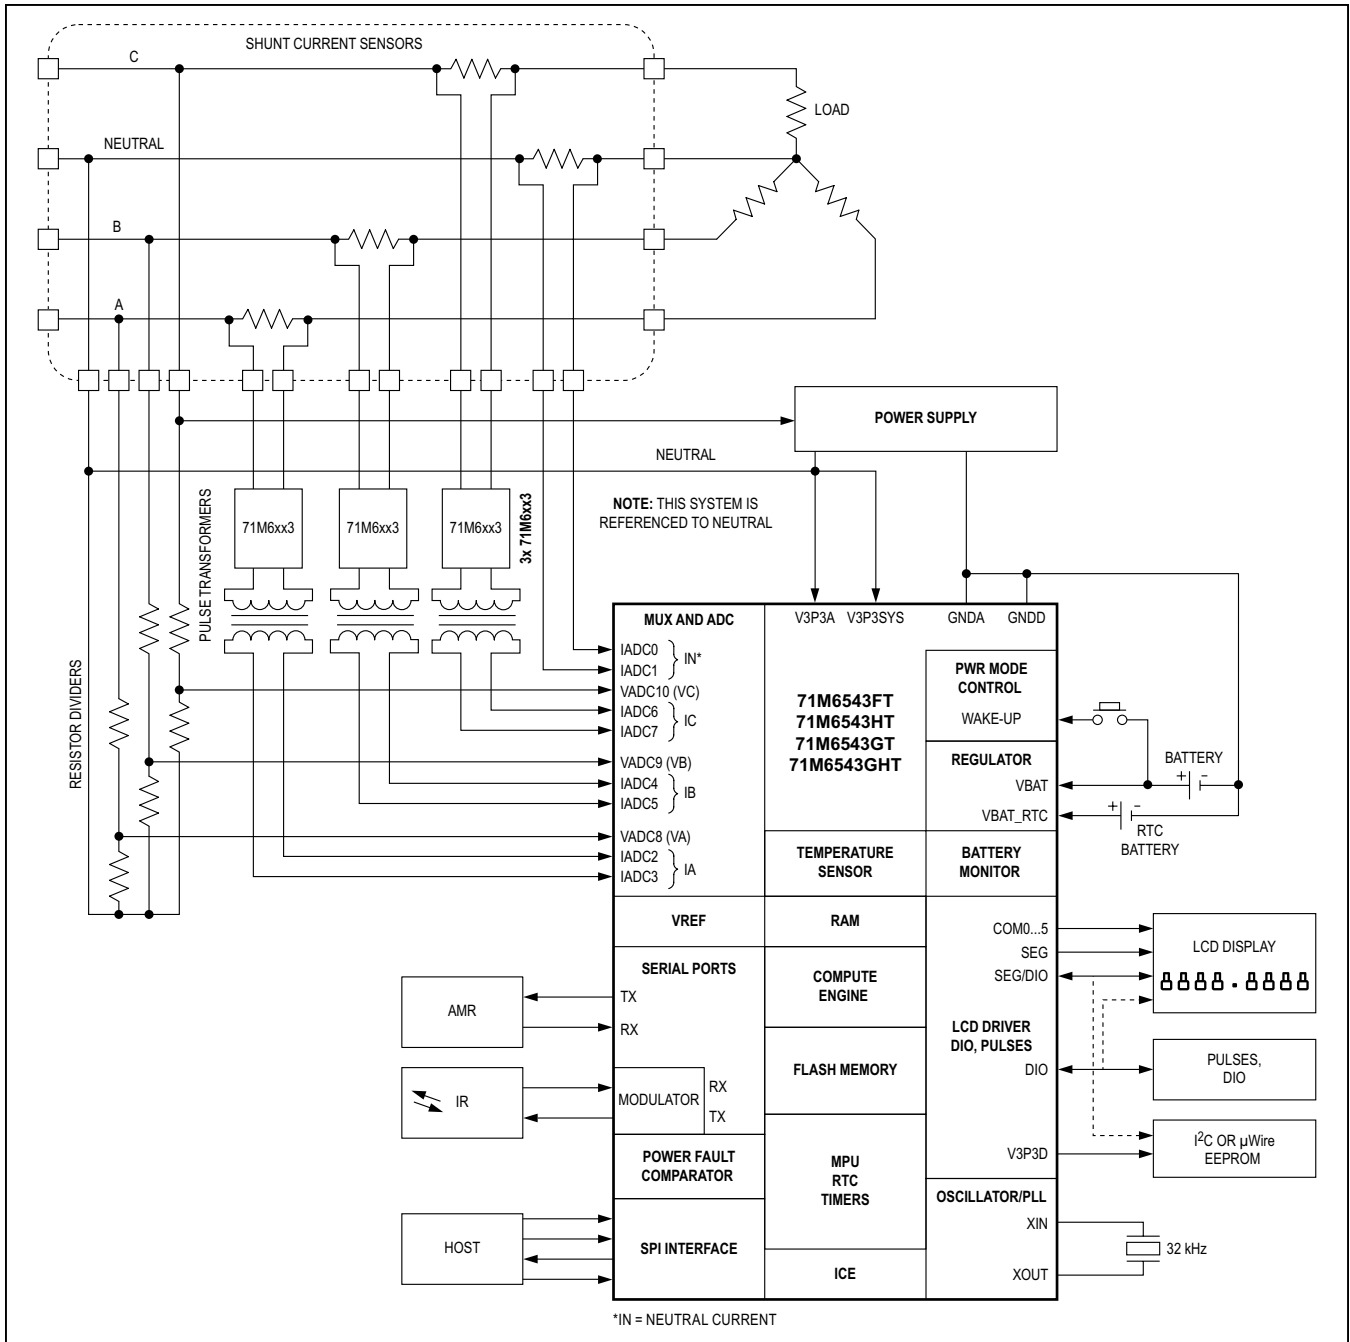 SHUNT CURRENT SENSORS
C
LOAD
NEUTRAL
B
A
POWER SUPPLY
NEUTRAL
NOTE: THIS SYSTEM IS
REFERENCED TO NEUTRAL
PULSE TRANSFORMERS
71M6xx3
71M6xx3
71M6xx3
3x 71M6xx3
RESISTOR DIVIDERS
MUX AND ADC
V3P3A
V3P3SYS
GNDA
GNDD
IADC0
IADC1
IN*
VADC10 (VC)
IADC6
IADC7
IC
VADC9 (VB)
IADC4
IADC5
IB
VADC8 (VA)
IADC2
IADC3
IA
71M6543FT
71M6543HT
71M6543GT
71M6543GHT
PWR MODE
CONTROL
WAKE-UP
REGULATOR
VBAT
VBAT_RTC
BATTERY
+ -
+ -
RTC
BATTERY
TEMPERATURE
SENSOR
BATTERY
MONITOR
VREF
RAM
COM0...5
SEG
SEG/DIO
LCD DISPLAY
8888.8888
SERIAL PORTS
TX
RX
AMR
COMPUTE
ENGINE
LCD DRIVER
DIO, PULSES
DIO
PULSES,
DIO
FLASH MEMORY
IR
MODULATOR
RX
TX
V3P3D
I2C OR µWire
EEPROM
POWER FAULT
COMPARATOR
MPU
RTC
TIMERS
OSCILLATOR/PLL
XIN
XOUT
32 kHz
HOST
SPI INTERFACE
ICE
*IN = NEUTRAL CURRENT